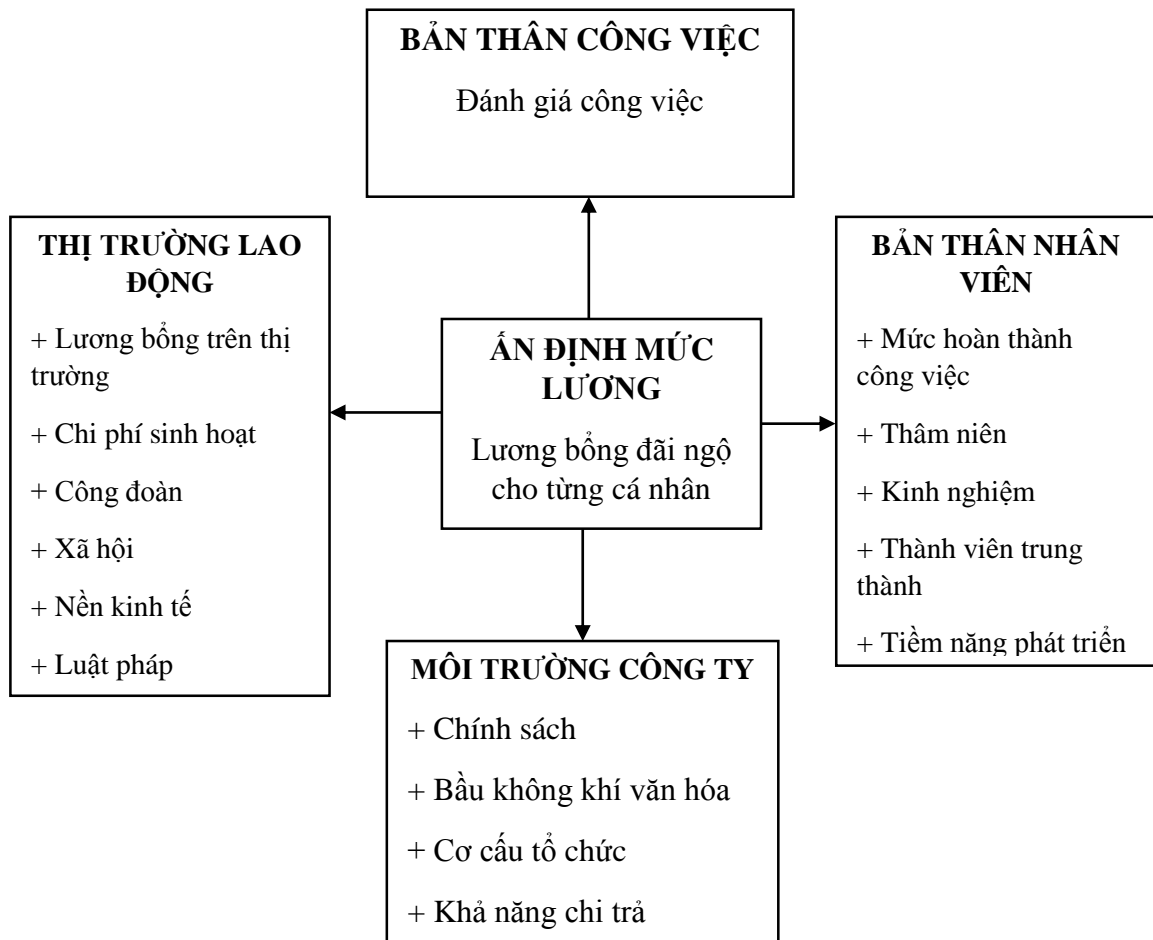 BẢN THÂN CÔNG VIỆC
Đánh giá công việc
THỊ TRƯỜNG LAO
ĐỘNG
+ Lương bổng trên thị
trường
+ Chi phí sinh hoạt
+ Công đoàn
+ Xã hội
+ Nền kinh tế
+ Luật pháp
ẤN ĐỊNH MỨC
LƯƠNG
Lương bổng đãi ngộ
cho từng cá nhân
BẢN THÂN NHÂN
VIÊN
+ Mức hoàn thành
công việc
+ Thâm niên
+ Kinh nghiệm
+ Thành viên trung
thành
+ Tiềm năng phát triển
MÔI TRƯỜNG CÔNG TY
+ Chính sách
+ Bầu không khí văn hóa
+ Cơ cấu tổ chức
+ Khả năng chi trả